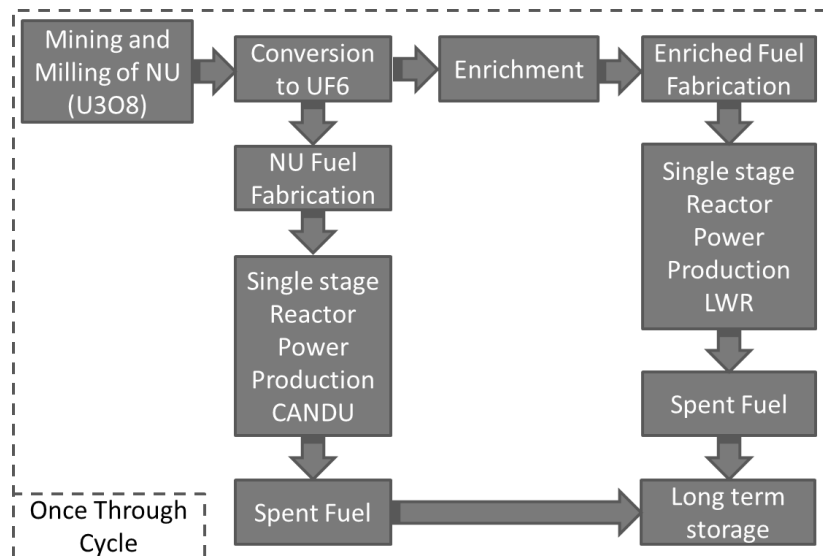 Mining and
Milling of NU
(U3O8)
Conversion
to UF6
Enrichment
Enriched Fuel
Fabrication
NU Fuel
Fabrication
Single stage
Reactor
Power
Production
CANDU
Single stage
Reactor
Power
Production
LWR
Spent Fuel
Spent Fuel
Long term
storage
Once Through
Cycle